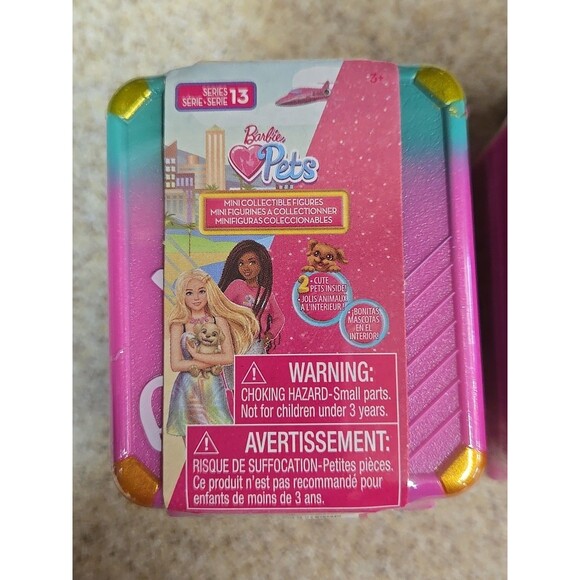 SERIES
SÉRIE • SERIE 13
3+
Barbie
Pets
MINI COLLECTIBLE FIGURES
MINI FIGURINES À COLLECTIONNER
MINIFIGURAS COLECCIONABLES
2 • CUTE
PETS INSIDE!
• JOLIS ANIMAUX
À L'INTÉRIEUR !
• ¡BONITAS
MASCOTAS
EN EL
INTERIOR!
WARNING:
CHOKING HAZARD-Small parts.
Not for children under 3 years.
AVERTISSEMENT:
RISQUE DE SUFFOCATION-Petites pièces.
Ce produit n'est pas recommandé pour
enfants de moins de 3 ans.